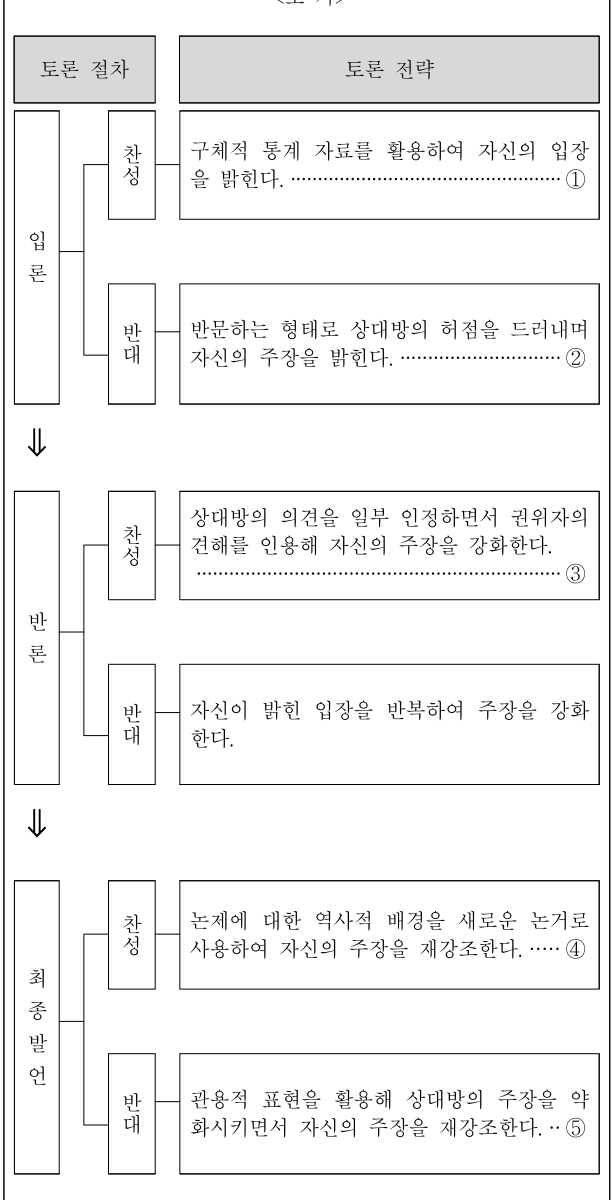 토론 절차
토론 전략
입론
찬성
구체적 통계 자료를 활용하여 자신의 입장
을 밝힌다. ················································ ①
반대
반문하는 형태로 상대방의 허점을 드러내며
자신의 주장을 밝힌다. ····························· ②
⇓
반론
찬성
상대방의 의견을 일부 인정하면서 권위자의
견해를 인용해 자신의 주장을 강화한다.
································································· ③
반대
자신이 밝힌 입장을 반복하여 주장을 강화
한다.
⇓
최종발언
찬성
논제에 대한 역사적 배경을 새로운 논거로
사용하여 자신의 주장을 재강조한다. ····· ④
반대
관용적 표현을 활용해 상대방의 주장을 약
화시키면서 자신의 주장을 재강조한다. ·· ⑤